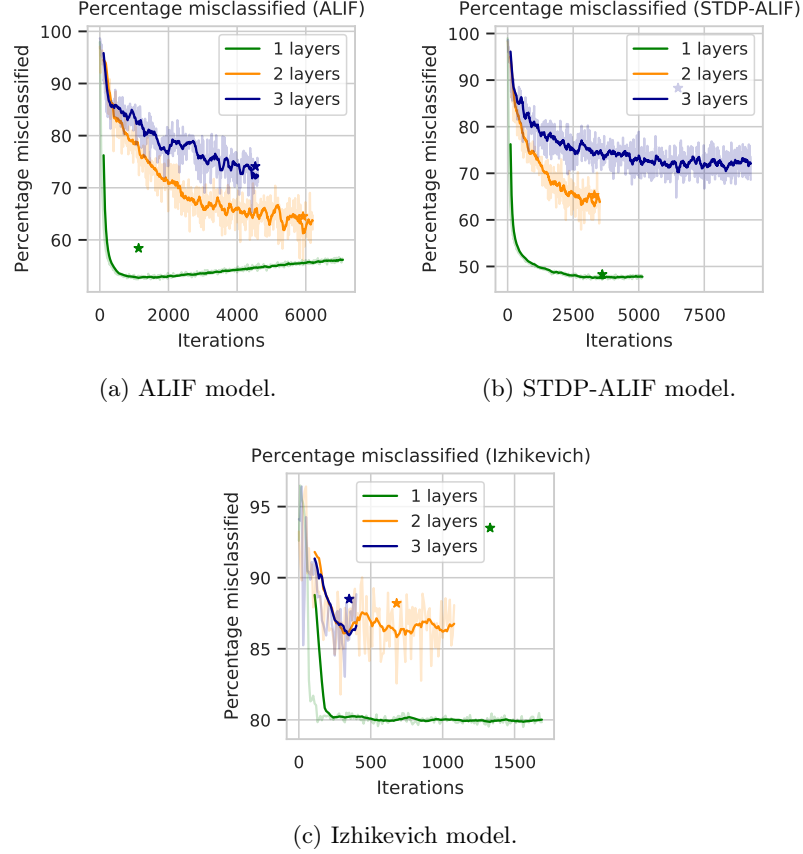 Percentage misclassified (ALIF)
Percentage misclassified
100
90
80
70
60
1 layers
2 layers
3 layers
0
2000
4000
6000
Iterations
(a) ALIF model.
Percentage misclassified (STDP-ALIF)
Percentage misclassified
100
90
80
70
60
50
1 layers
2 layers
3 layers
0
2500
5000
7500
Iterations
(b) STDP-ALIF model.
Percentage misclassified (Izhikevich)
Percentage misclassified
95
90
85
80
1 layers
2 layers
3 layers
0
500
1000
1500
Iterations
(c) Izhikevich model.